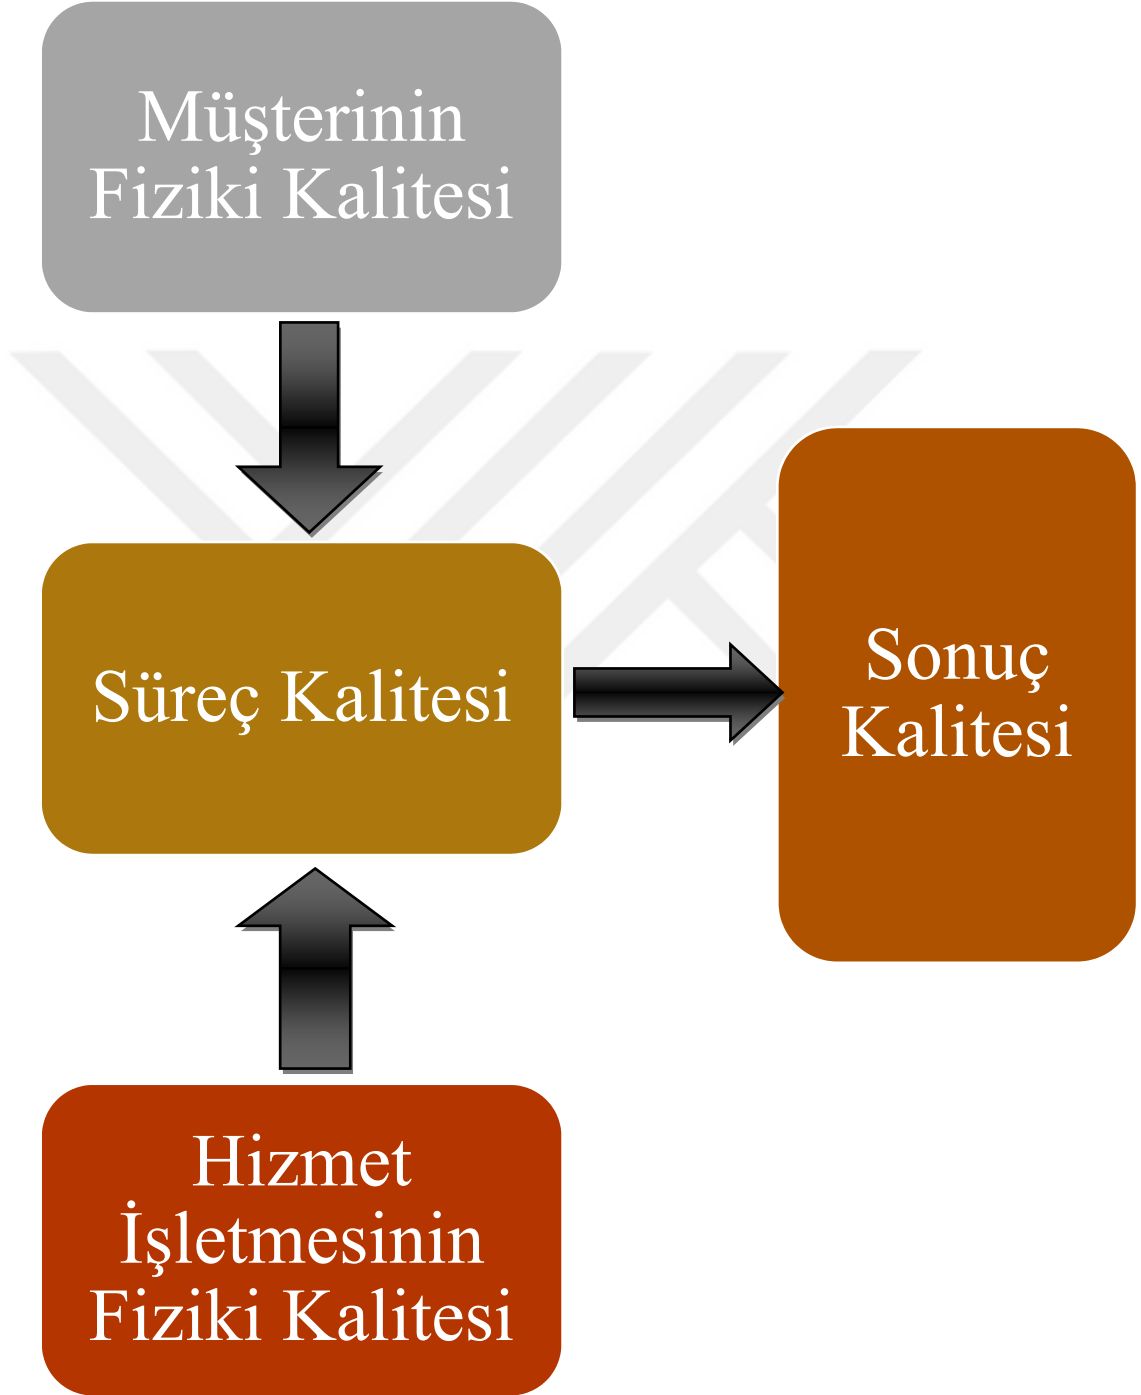 Müşterinin
Fiziki Kalitesi
Süreç Kalitesi
Sonuç
Kalitesi
Hizmet
İşletmesinin
Fiziki Kalitesi